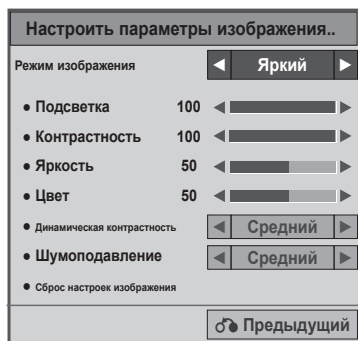 Настроить параметры изображения..
Режим изображения ◄ Яркий ►
● Подсветка 100
● Контрастность 100
● Яркость 50
● Цвет 50
● Динамическая контрастность ◄ Средний ►
● Шумоподавление ◄ Средний ►
● Сброс настроек изображения
Предыдущий